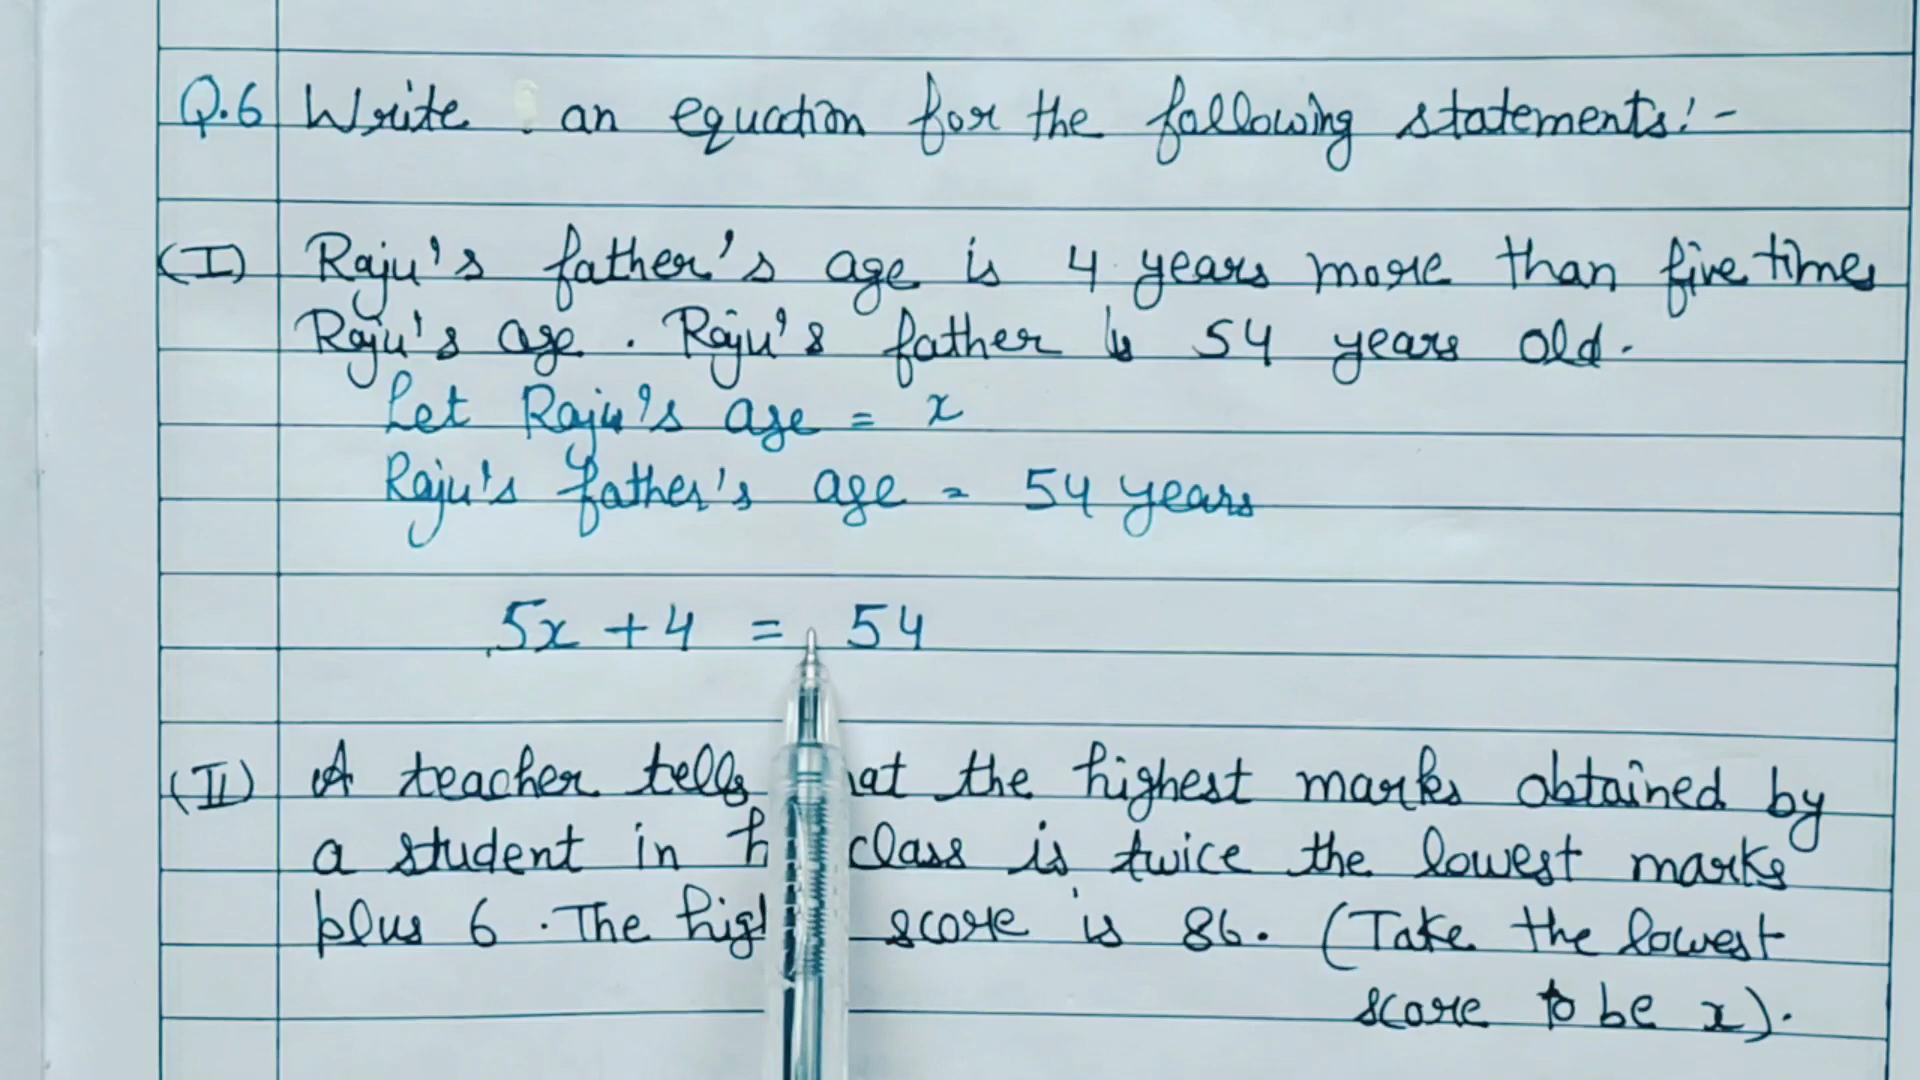 Q.6 Write an equation for the following statements:-
(I) Raju's father's age is 4 years more than five times
Raju's age. Raju's father is 54 years old.
Let Raju's age = x
Raju's father's age = 54 years
5x + 4 = 54
(II) A teacher tells the highest marks obtained by
a student in class is twice the lowest marks
plus 6. The score is 86. (Take the lowest
score to be x).